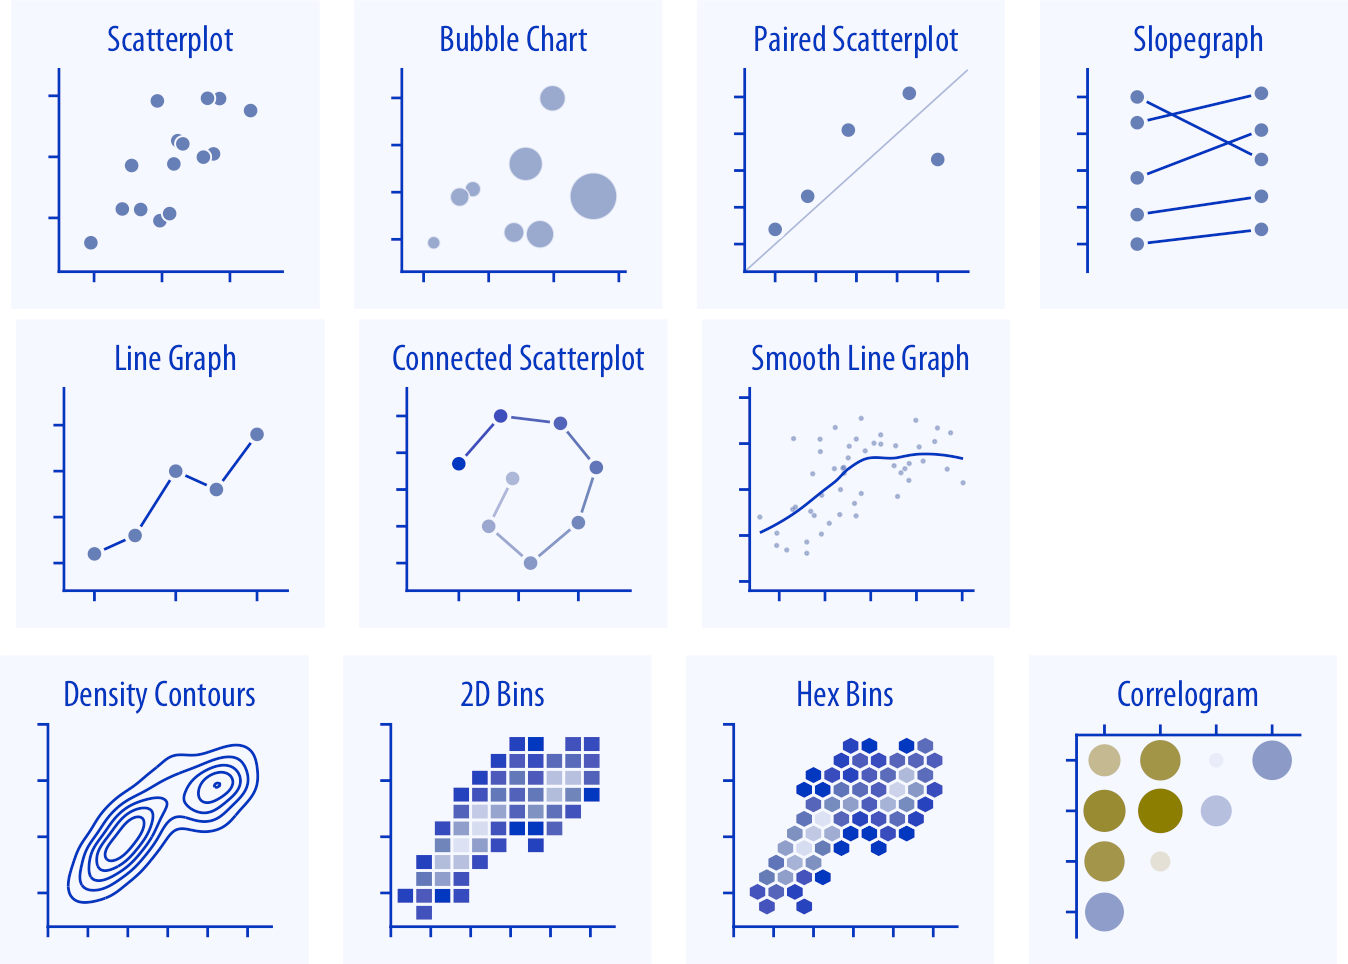 Scatterplot
Bubble Chart
Paired Scatterplot
Slopegraph
Line Graph
Connected Scatterplot
Smooth Line Graph
Density Contours
2D Bins
Hex Bins
Correlogram